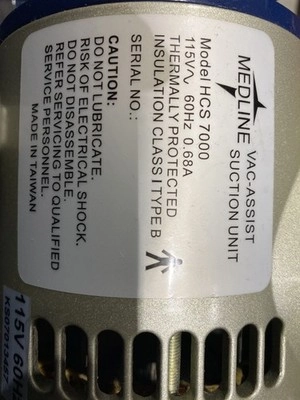 MEDLINE VAC-ASSIST
SUCTION UNIT
Model HCS 7000
115V∿ 60Hz 0.68A
THERMALLY PROTECTED
INSULATION CLASS I TYPE B
SERIAL NO.:
CAUTION:
DO NOT LUBRICATE.
RISK OF ELECTRICAL SHOCK.
DO NOT DISASSEMBLE.
REFER SERVICING TO QUALIFIED
SERVICE PERSONNEL.
MADE IN TAIWAN
115V 60Hz